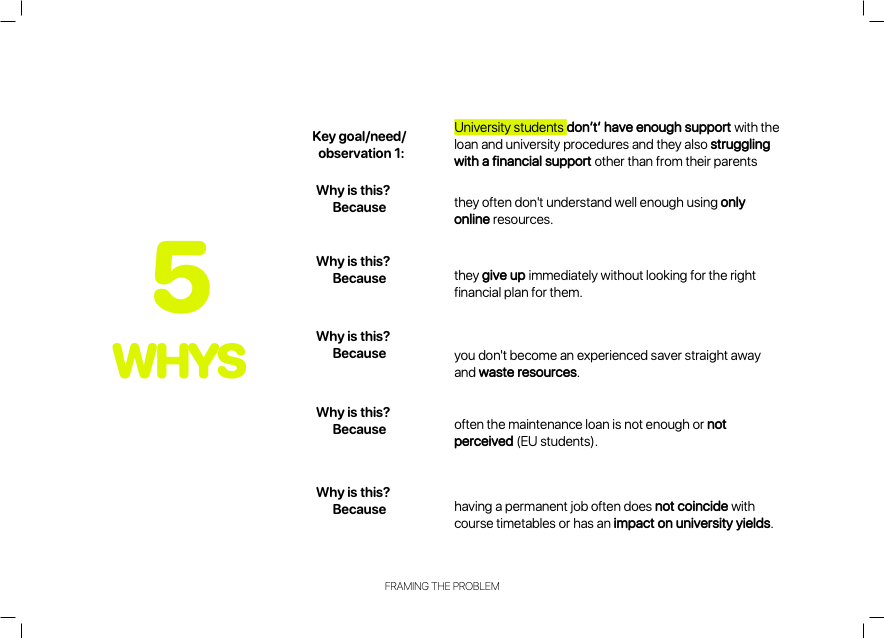 5
WHYS
Key goal/need/
observation 1:
University students don’t‘ have enough support with the
loan and university procedures and they also struggling
with a financial support other than from their parents
Why is this?
Because
they often don't understand well enough using only
online resources.
Why is this?
Because
they give up immediately without looking for the right
financial plan for them.
Why is this?
Because
you don't become an experienced saver straight away
and waste resources.
Why is this?
Because
often the maintenance loan is not enough or not
perceived (EU students).
Why is this?
Because
having a permanent job often does not coincide with
course timetables or has an impact on university yields.
FRAMING THE PROBLEM